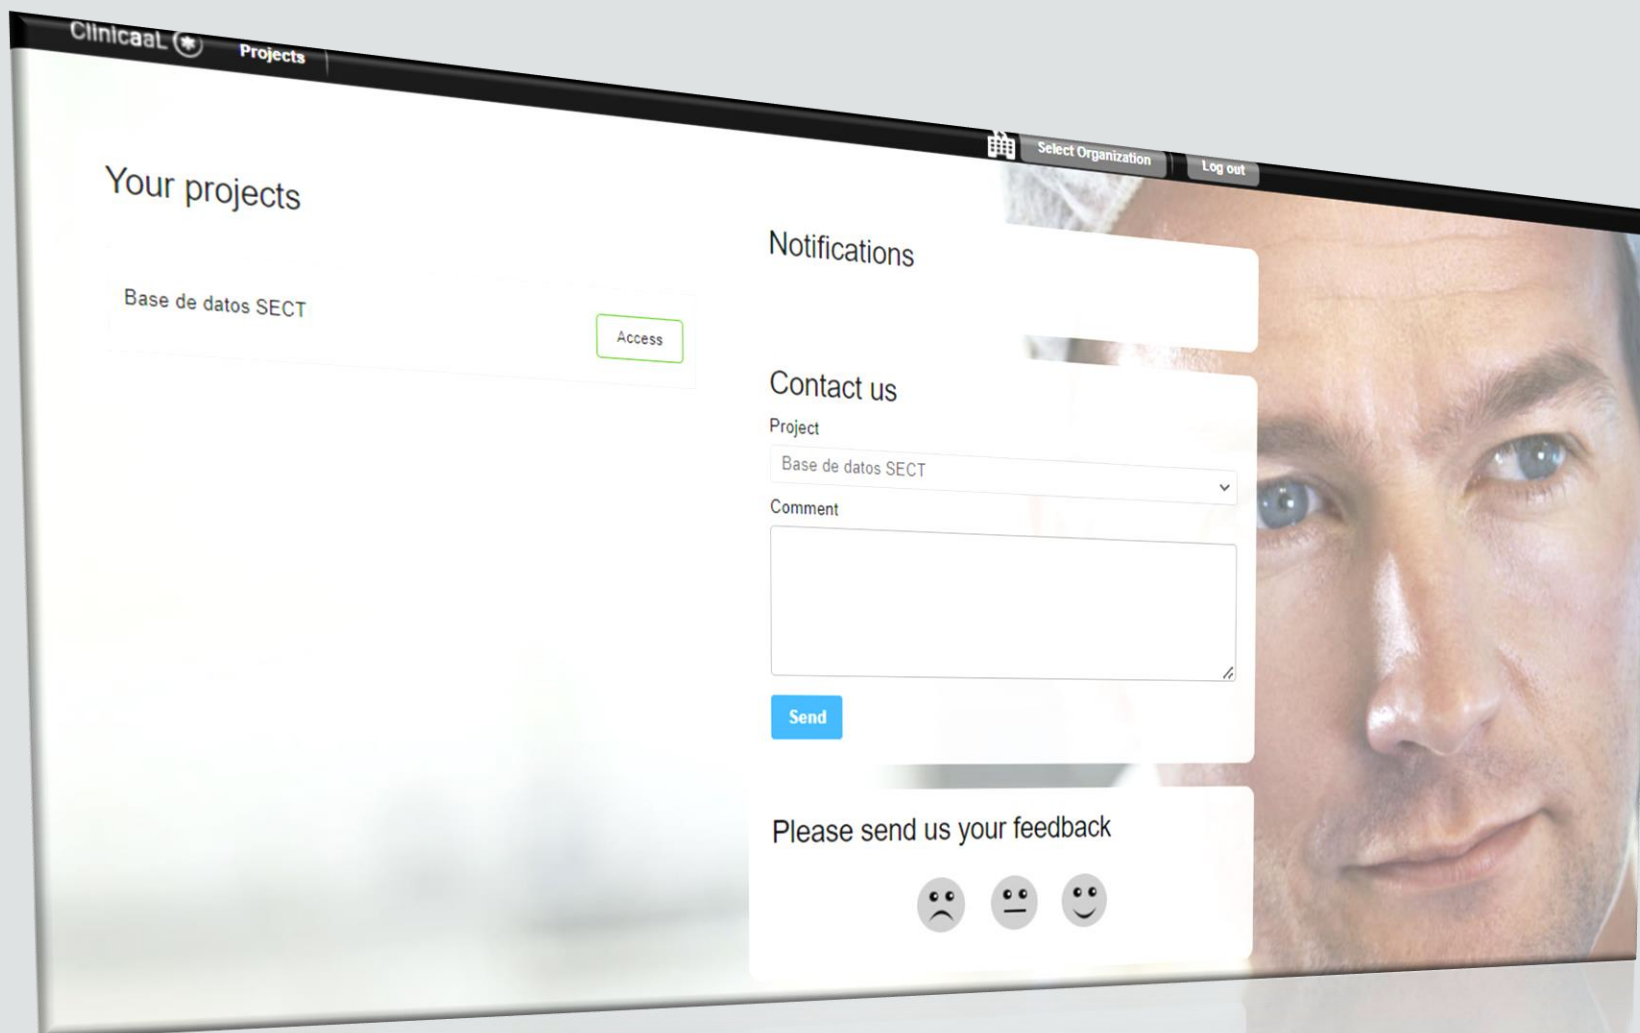 ClinicaaL
Projects
Select Organization
Log out
Your projects
Base de datos SECT
Access
Notifications
Contact us
Project
Base de datos SECT
Comment
Send
Please send us your feedback